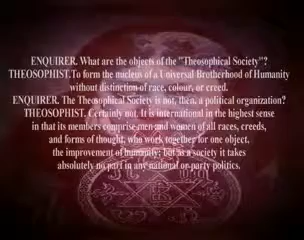 ENQUIRER. What are the objects of the "Theosophical Society"?
THEOSOPHIST.To form the nucleus of a Universal Brotherhood of Humanity
without distinction of race, colour, or creed.
ENQUIRER. The Theosophical Society is not, then, a political organization?
THEOSOPHIST. Certainly not. It is international in the highest sense
in that its members comprise men and women of all races, creeds,
and forms of thought, who work together for one object,
the improvement of humanity; but as a society it takes
absolutely no part in any national or party politics.